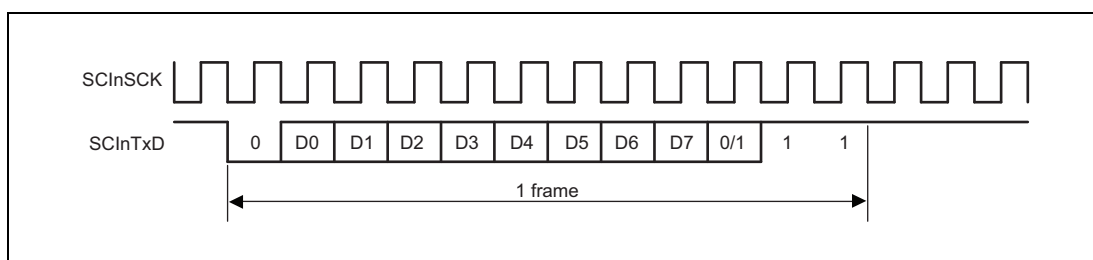 SCInSCK
SCInTxD 0 D0 D1 D2 D3 D4 D5 D6 D7 0/1 1 1
1 frame